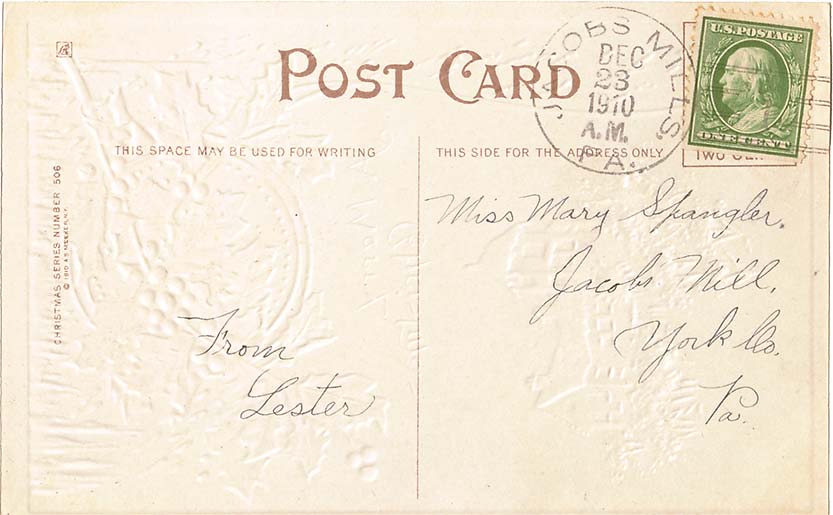 POST CARD
THIS SPACE MAY BE USED FOR WRITING
THIS SIDE FOR THE ADDRESS ONLY
JACOBS MILLS
DEC
23
1910
A.M.
PA.
U.S. POSTAGE
ONE CENT
TWO
CHRISTMAS SERIES NUMBER 506
© 1910 A.S. MEEKER, N.Y.
From
Lester
Miss Mary Spangler.
Jacobs Mill,
York Co.
Pa.